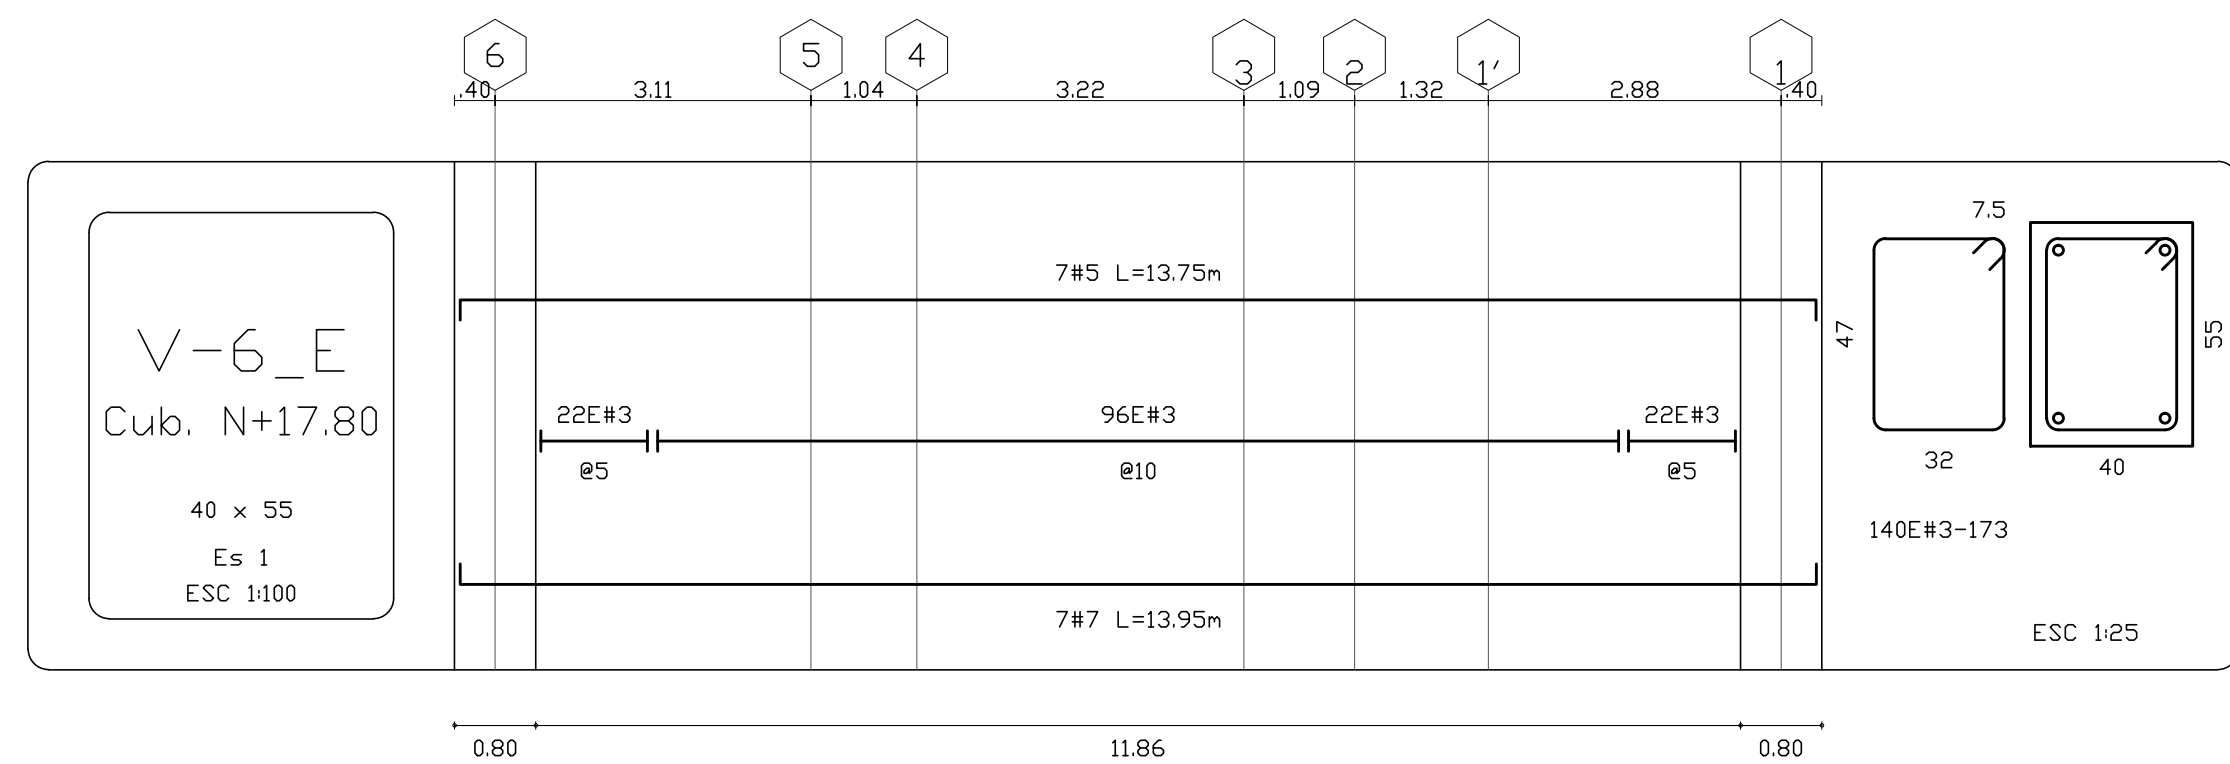 6 5 4 3 2 1' 1
.40 3.11 1.04 3.22 1.09 1.32 2.88 .40
V-6_E
Cub. N+17.80
40 x 55
Es 1
ESC 1:100
7#5 L=13.75m
22E#3 96E#3 22E#3
@5 @10 @5
7#7 L=13.95m
7.5
47
32
55
40
140E#3-173
ESC 1:25
0.80 11.86 0.80